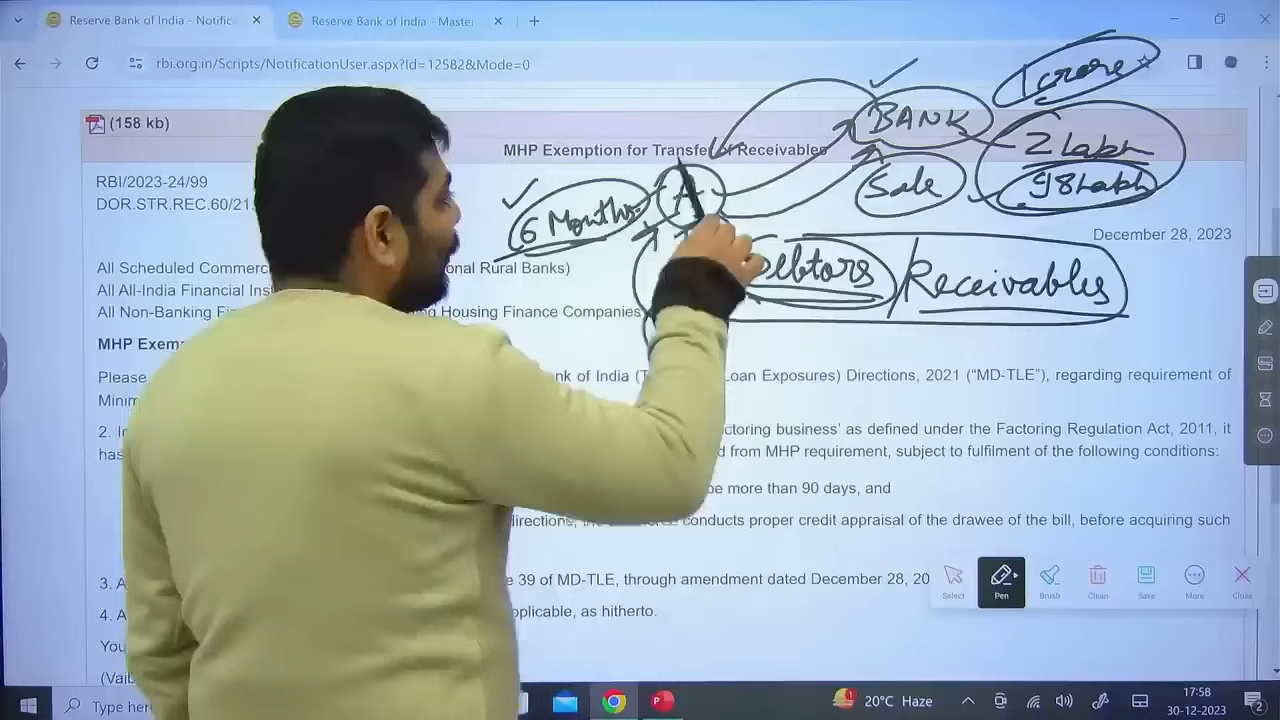 Reserve Bank of India - Notific
Reserve Bank of India - Master
rbi.org.in/Scripts/NotificationUser.aspx?Id=12582&Mode=0
1 crore
(158 kb)
BANK
MHP Exemption for Transfer of Receivables
2 Lakh
RBI/2023-24/99
A
Sale
98 Lakh
DOR.STR.REC.60/21
6 Months
December 28, 2023
All Scheduled Commerc onal Rural Banks)
Debtors / Receivables
All All-India Financial Ins
All Non-Banking Fi Housing Finance Companies
MHP Exem
Please nk of India (T Loan Exposures) Directions, 2021 (“MD-TLE”), regarding requirement of
Minim
2. I ctoring business’ as defined under the Factoring Regulation Act, 2011, it
has d from MHP requirement, subject to fulfilment of the following conditions:
be more than 90 days, and
directions, conducts proper credit appraisal of the drawee of the bill, before acquiring such
3. A e 39 of MD-TLE, through amendment dated December 28, 20
4. A pplicable, as hitherto.
Select Pen Brush Clean Save More Close
You
(Vaib
Type here
20°C Haze
17:58
30-12-2023
2